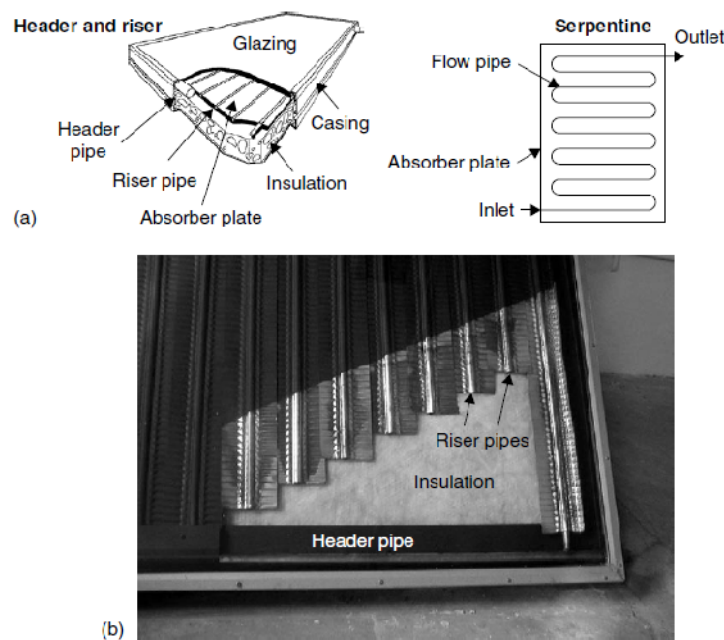 Header and riser
Glazing
Header
pipe
Riser pipe
Absorber plate
Casing
Insulation
(a)
Serpentine
Outlet
Flow pipe
Absorber plate
Inlet
Riser pipes
Insulation
Header pipe
(b)